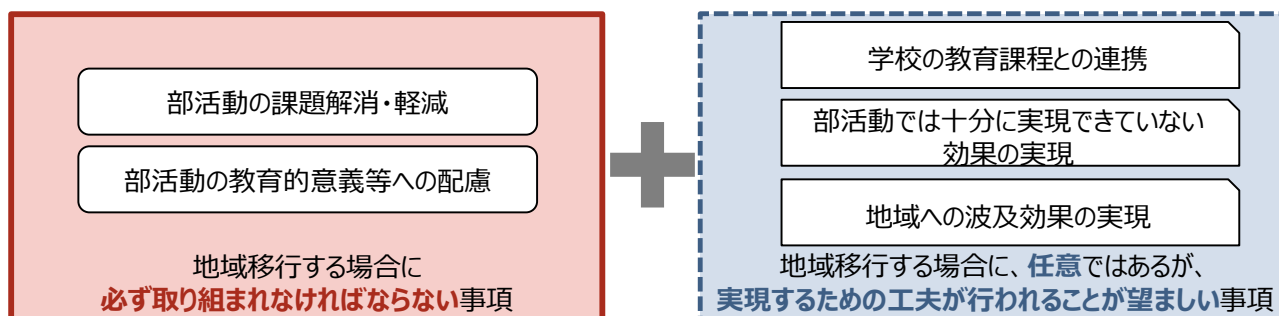 部活動の課題解消・軽減
部活動の教育的意義等への配慮
地域移行する場合に
必ず取り組まれなければならない事項
学校の教育課程との連携
部活動では十分に実現できていない
効果の実現
地域への波及効果の実現
地域移行する場合に、任意ではあるが、
実現するための工夫が行われることが望ましい事項